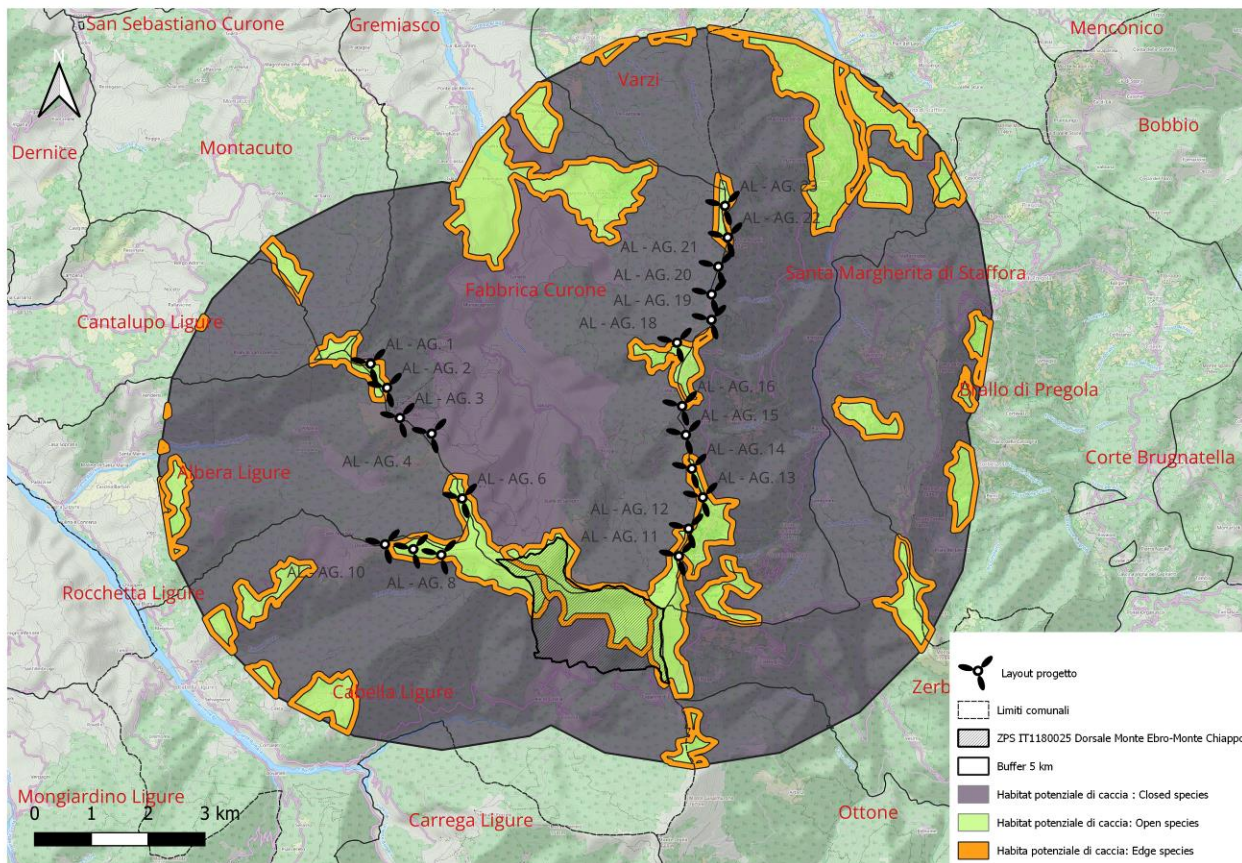 San Sebastiano Curone
Gremiasco
Menconico
N
Varzi
Bobbio
Dernice
Montacuto
AL - AG. 23
AL - AG. 22
AL - AG. 21
AL - AG. 20
Santa Margherita di Staffora
Fabbrica Curone
AL - AG. 19
Cantalupo Ligure
AL - AG. 18
AL - AG. 1
AL - AG. 2
AL - AG. 16
Brallo di Pregola
AL - AG. 3
AL - AG. 15
AL - AG. 14
Corte Brugnatella
AL - AG. 4
Albera Ligure
AL - AG. 6
AL - AG. 13
AL - AG. 12
AL - AG. 11
AL - AG. 10
AL - AG. 8
Rocchetta Ligure
Cabella Ligure
Zerb
Mongiardino Ligure
0 1 2 3 km
Carrega Ligure
Ottone
Layout progetto
Limiti comunali
ZPS IT1180025 Dorsale Monte Ebro-Monte Chiappo
Buffer 5 km
Habitat potenziale di caccia : Closed species
Habitat potenziale di caccia: Open species
Habita potenziale di caccia: Edge species